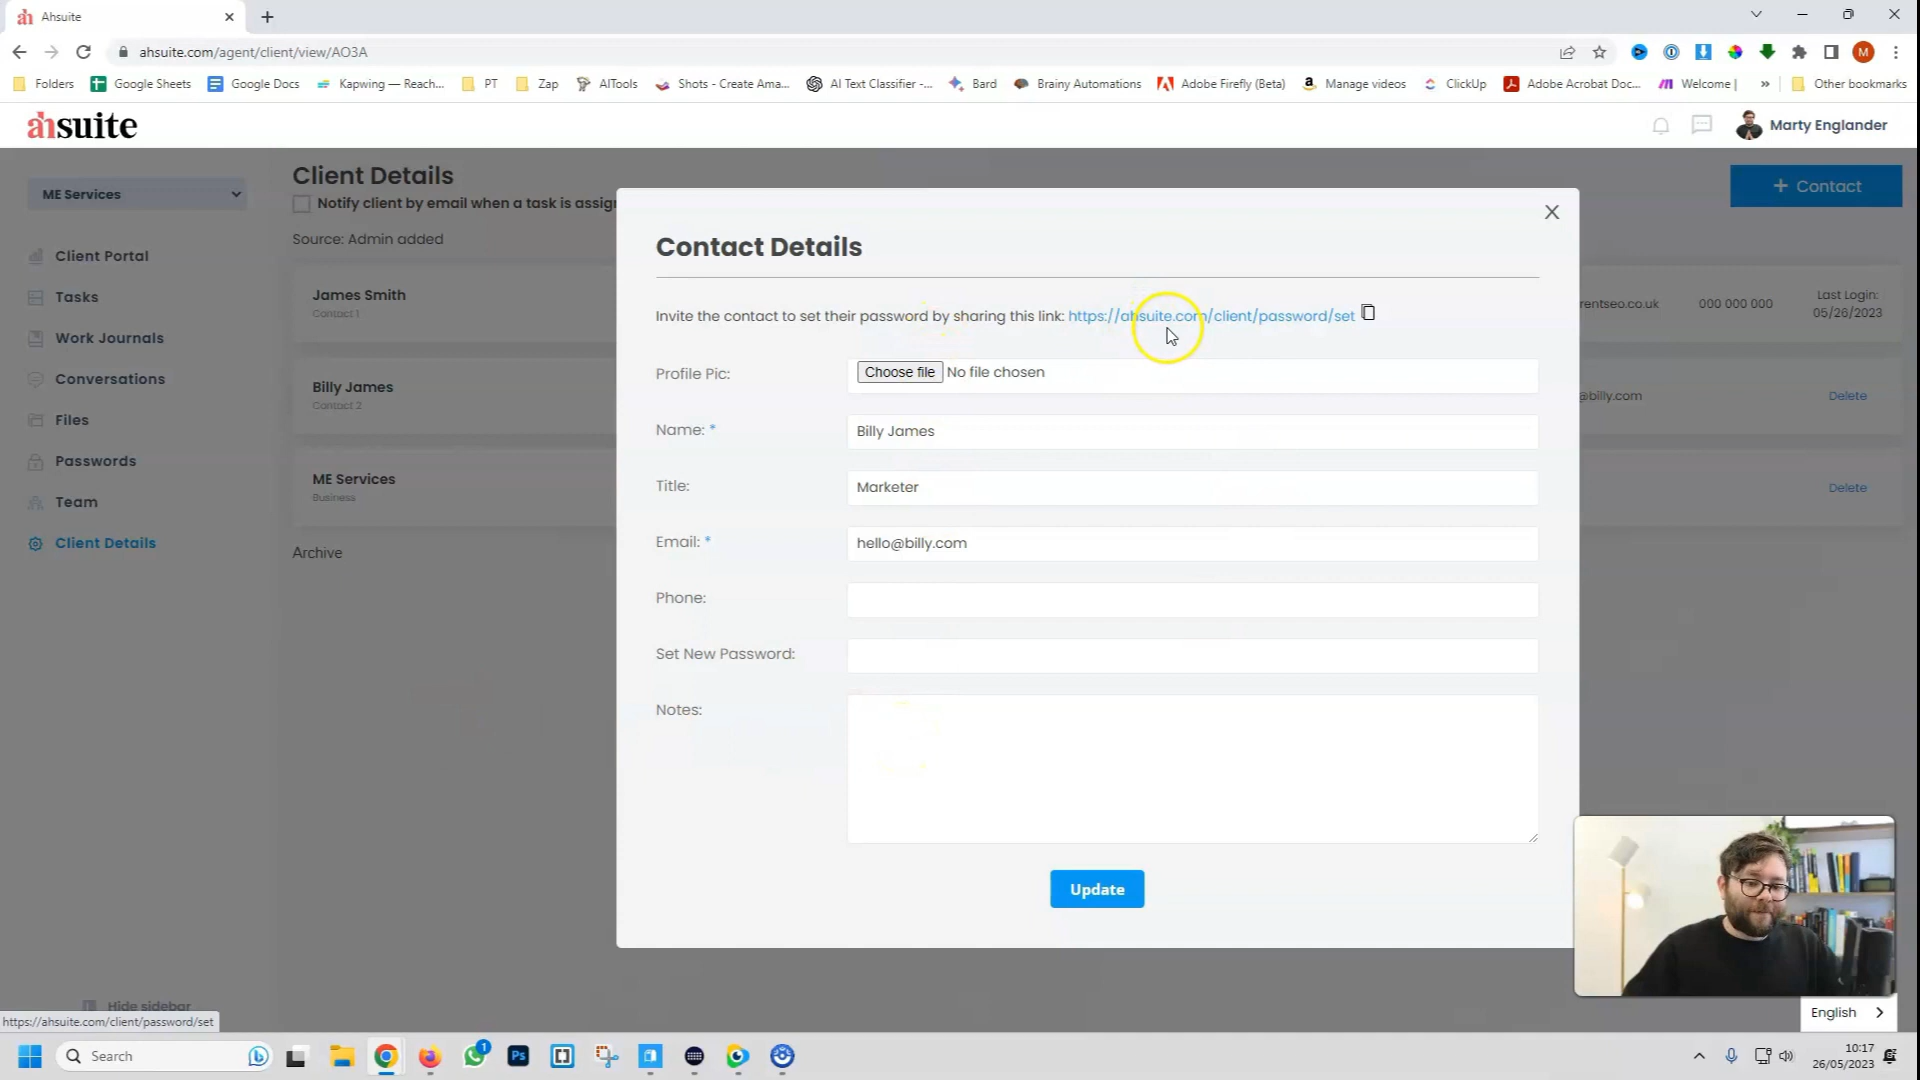 Ahsuite
ahsuite.com/agent/client/view/AO3A
M
Folders
Google Sheets
Google Docs
Kapwing — Reach...
PT
Zap
AITools
Shots - Create Ama...
AI Text Classifier -...
Bard
Brainy Automations
Adobe Firefly (Beta)
Manage videos
ClickUp
Adobe Acrobat Doc...
Welcome |
»
Other bookmarks
ahsuite
Marty Englander
ME Services
Client Portal
Tasks
Work Journals
Conversations
Files
Passwords
Team
Client Details
Hide sidebar
Client Details
+ Contact
Notify client by email when a task is assig
Source: Admin added
James Smith
Contact 1
rentseo.co.uk
000 000 000
Last Login:
05/26/2023
Billy James
Contact 2
@billy.com
Delete
ME Services
Business
Delete
Archive
Contact Details
Invite the contact to set their password by sharing this link: https://ahsuite.com/client/password/set
Profile Pic:
Choose file No file chosen
Name: *
Billy James
Title:
Marketer
Email: *
hello@billy.com
Phone:
Set New Password:
Notes:
Update
English
https://ahsuite.com/client/password/set
Search
1
Ps
10:17
26/05/2023